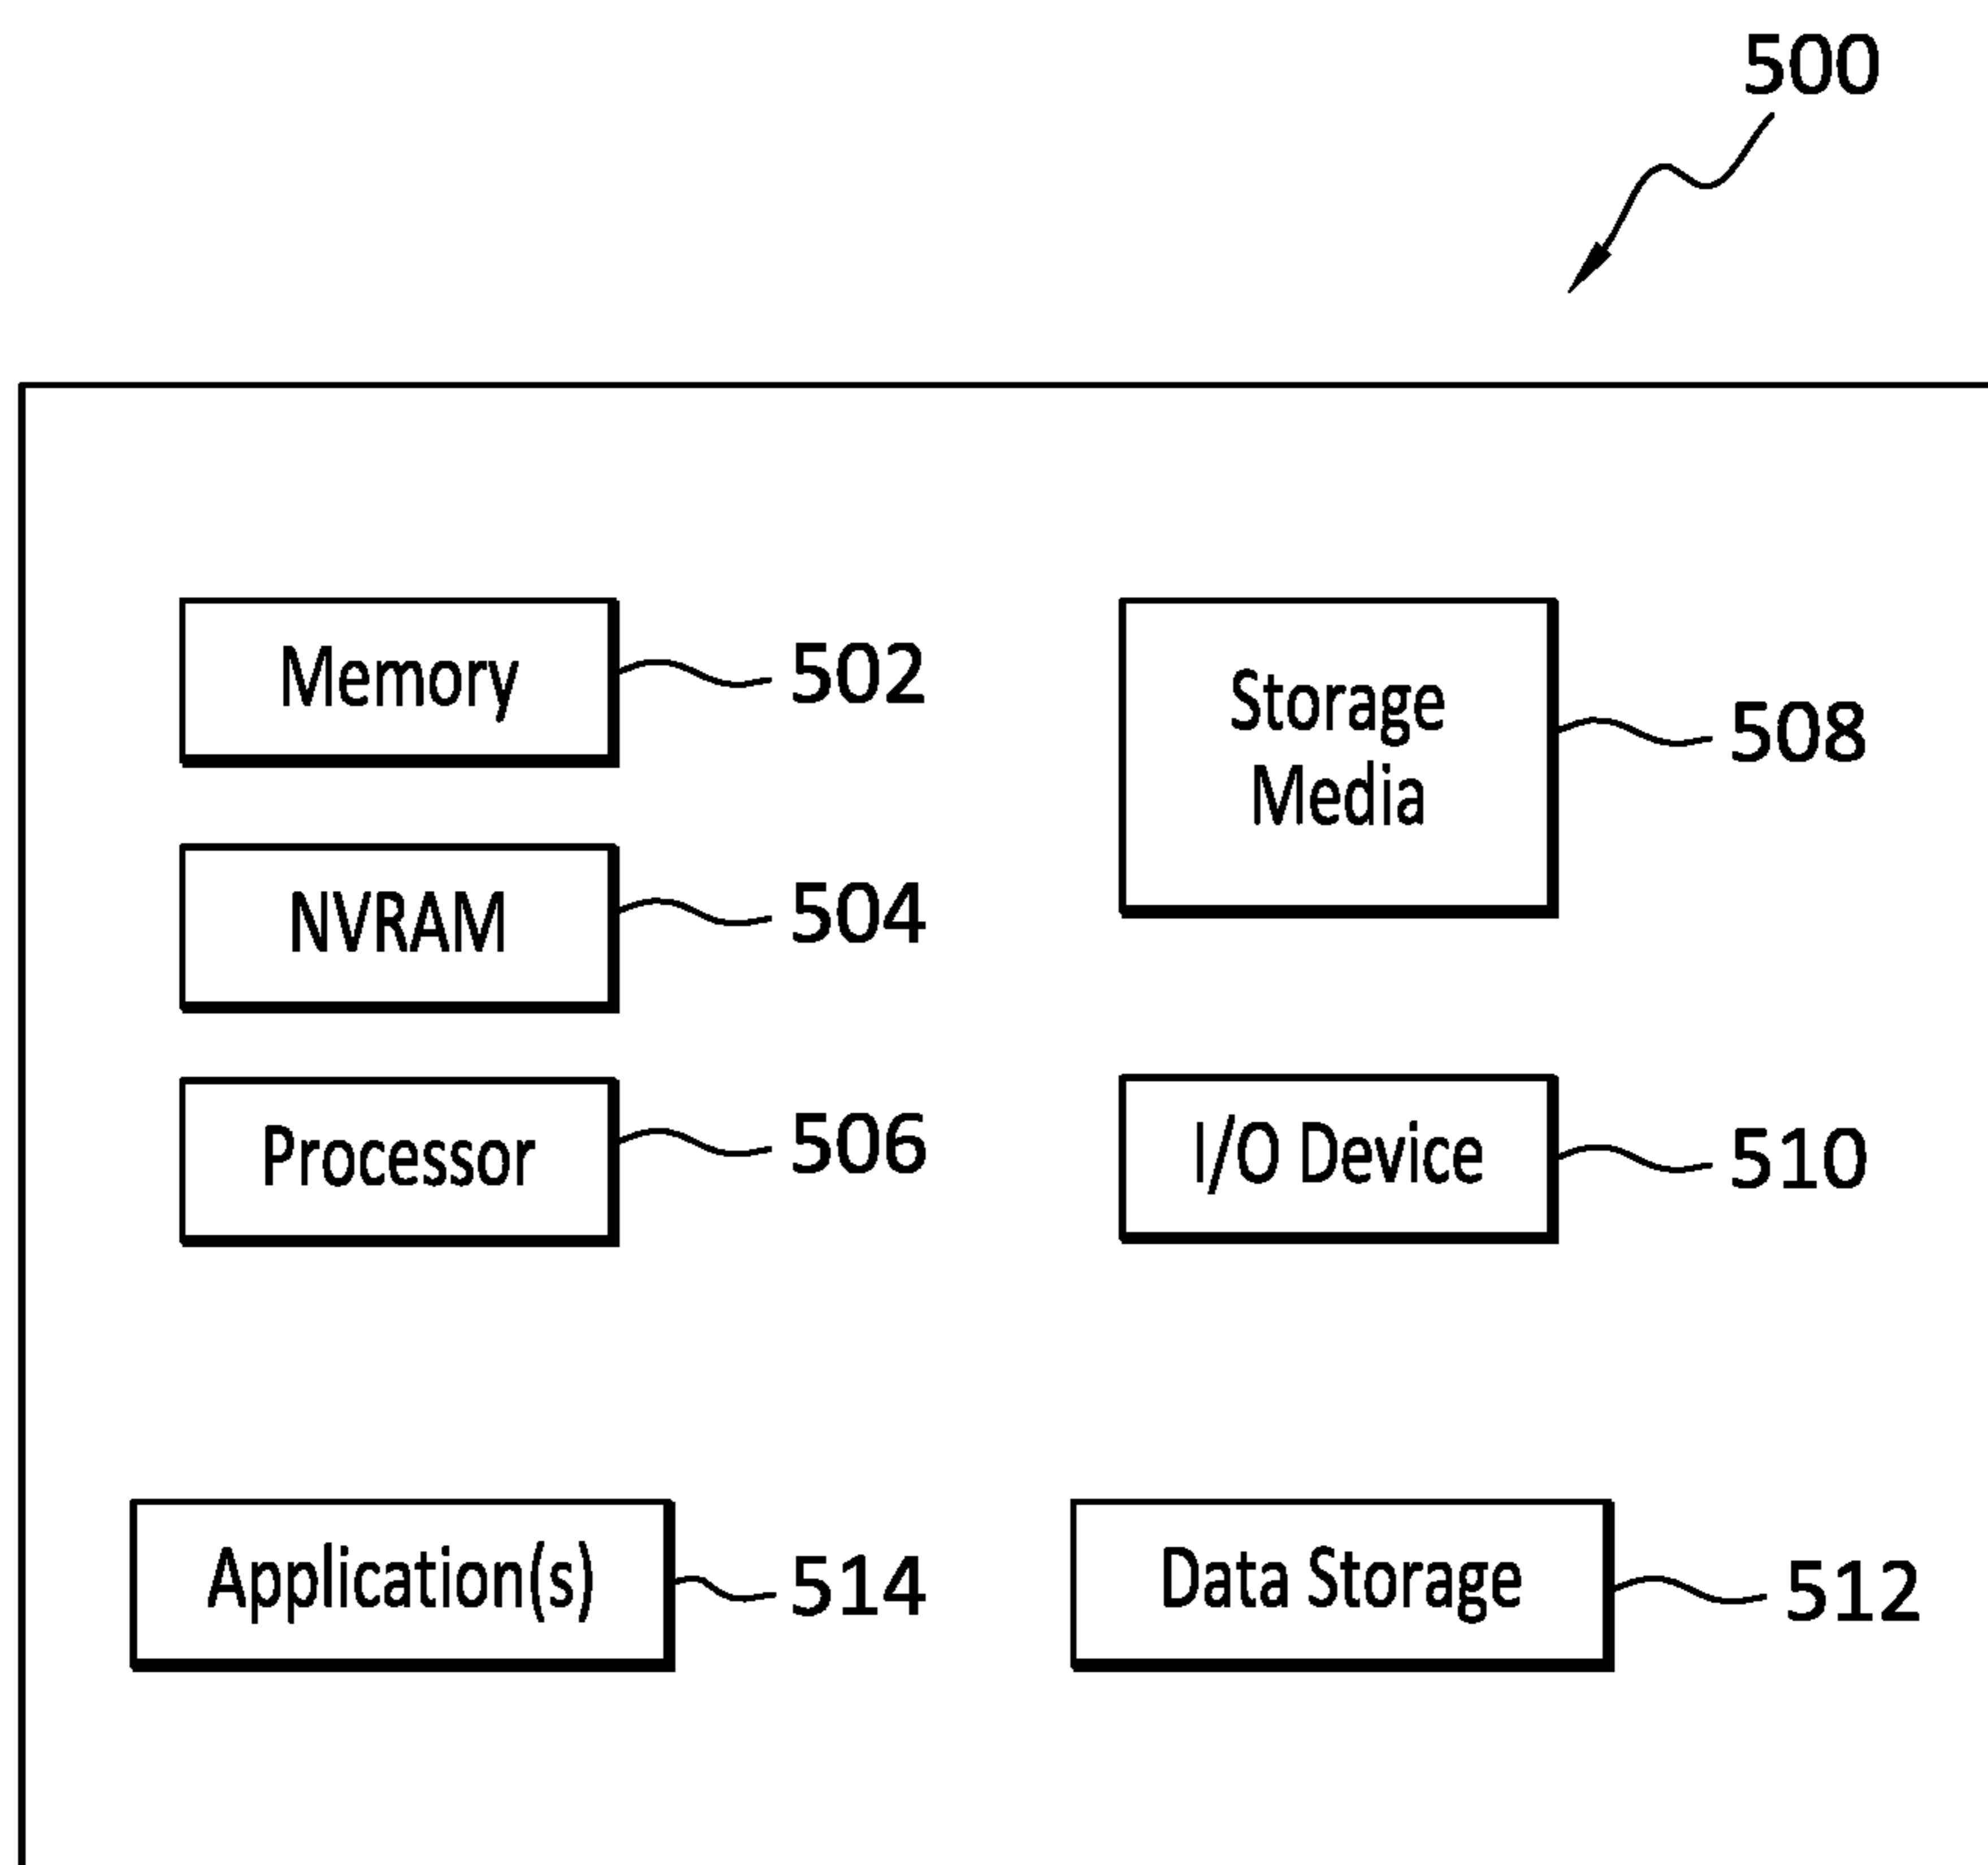 500
Memory
502
Storage
Media
508
NVRAM
504
Processor
506
I/O Device
510
Application(s)
514
Data Storage
512